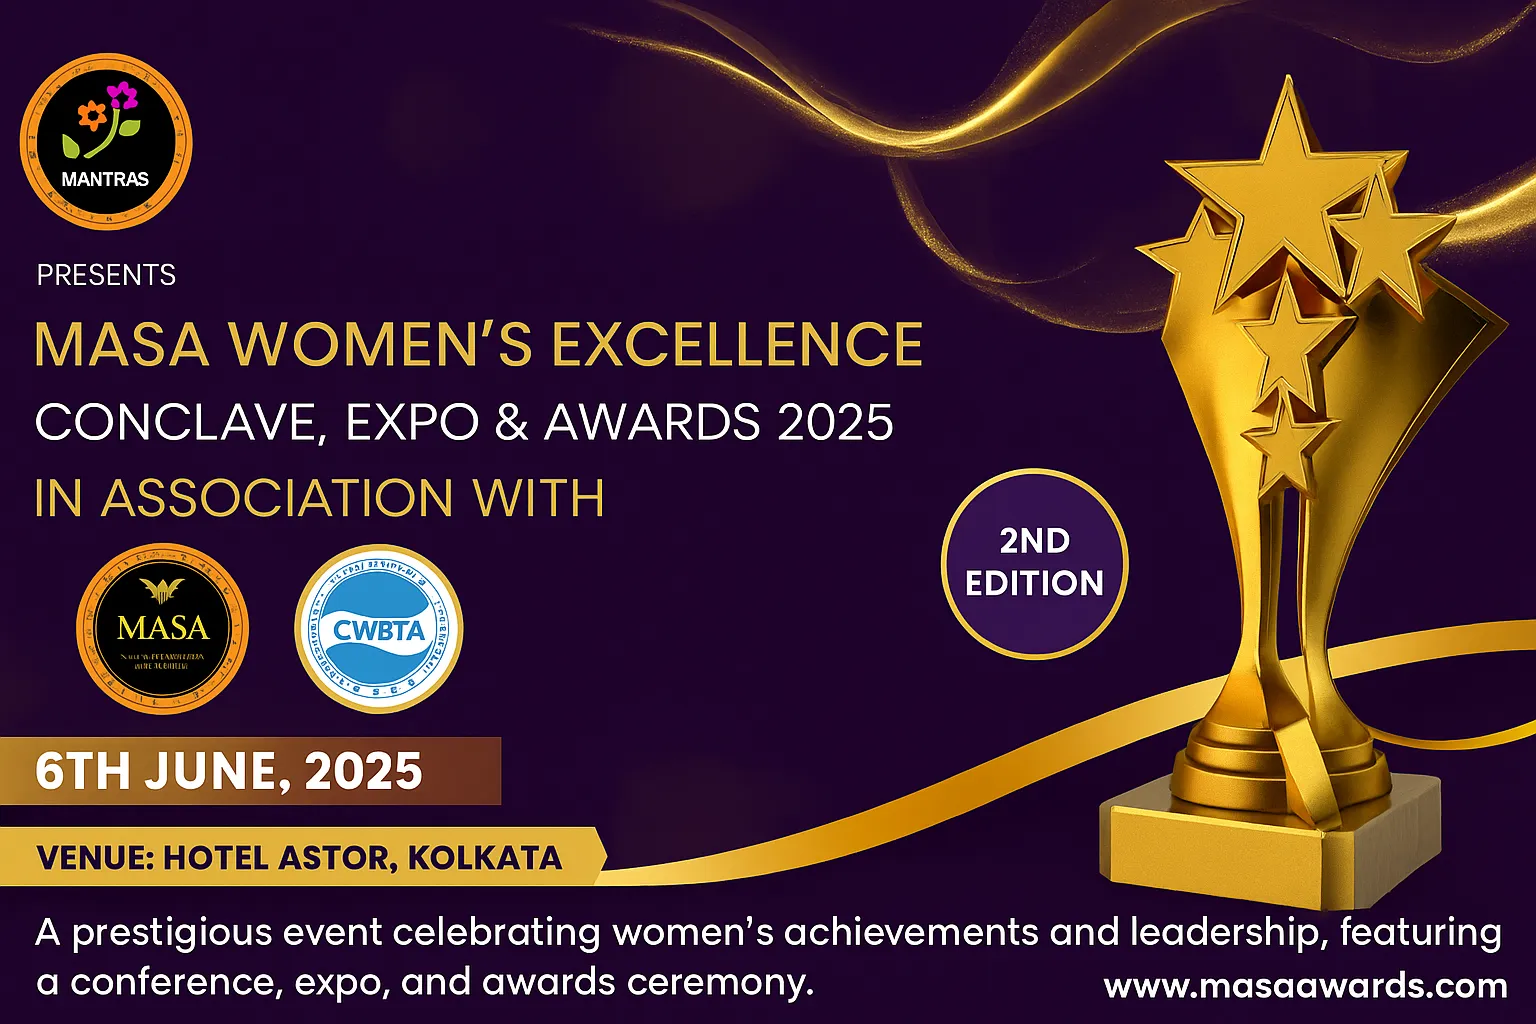 MANTRAS
PRESENTS
MASA WOMEN’S EXCELLENCE
CONCLAVE, EXPO & AWARDS 2025
IN ASSOCIATION WITH
MASA
CWBTA
2ND
EDITION
6TH JUNE, 2025
VENUE: HOTEL ASTOR, KOLKATA
A prestigious event celebrating women’s achievements and leadership, featuring
a conference, expo, and awards ceremony.
www.masaawards.com